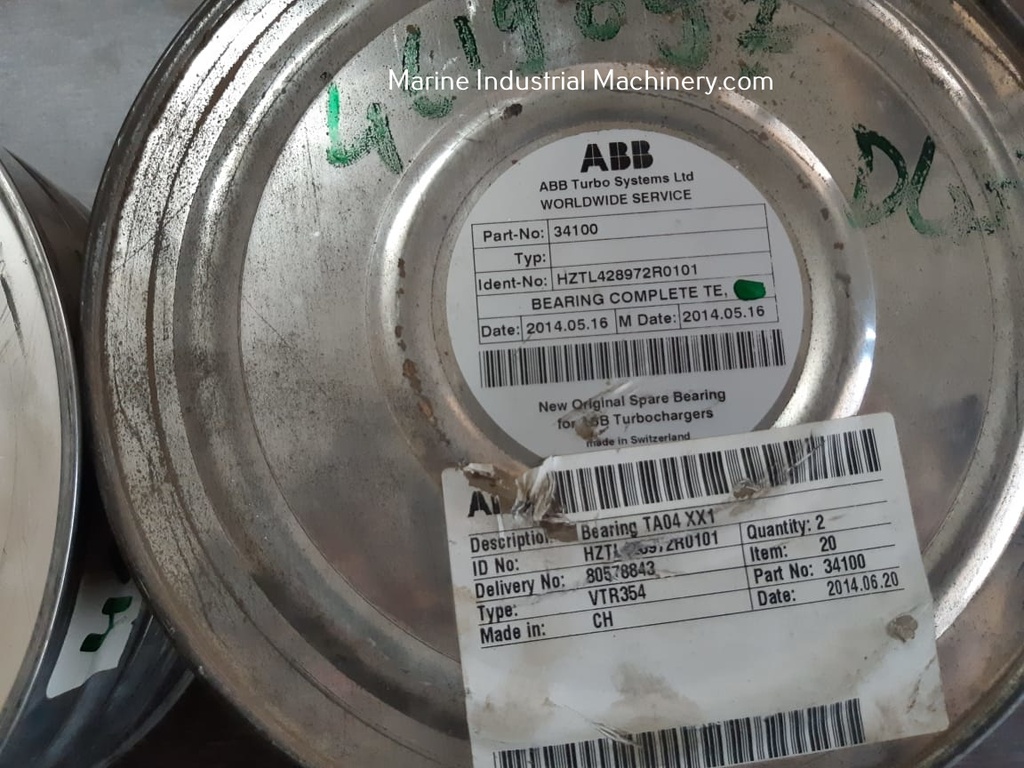 Marine Industrial Machinery.com
ABB
ABB Turbo Systems Ltd
WORLDWIDE SERVICE
Part-No: 34100
Typ:
Ident-No: HZTL428972R0101
BEARING COMPLETE TE,
Date: 2014.05.16 M Date: 2014.05.16
New Original Spare Bearing
for ABB Turbochargers
made in Switzerland
Bearing TA04 XX1 Quantity: 2
ID No: Item: 20
Delivery No: 80578843 Part No: 34100
Type: VTR354 Date: 2014.06.20
Made in: CH